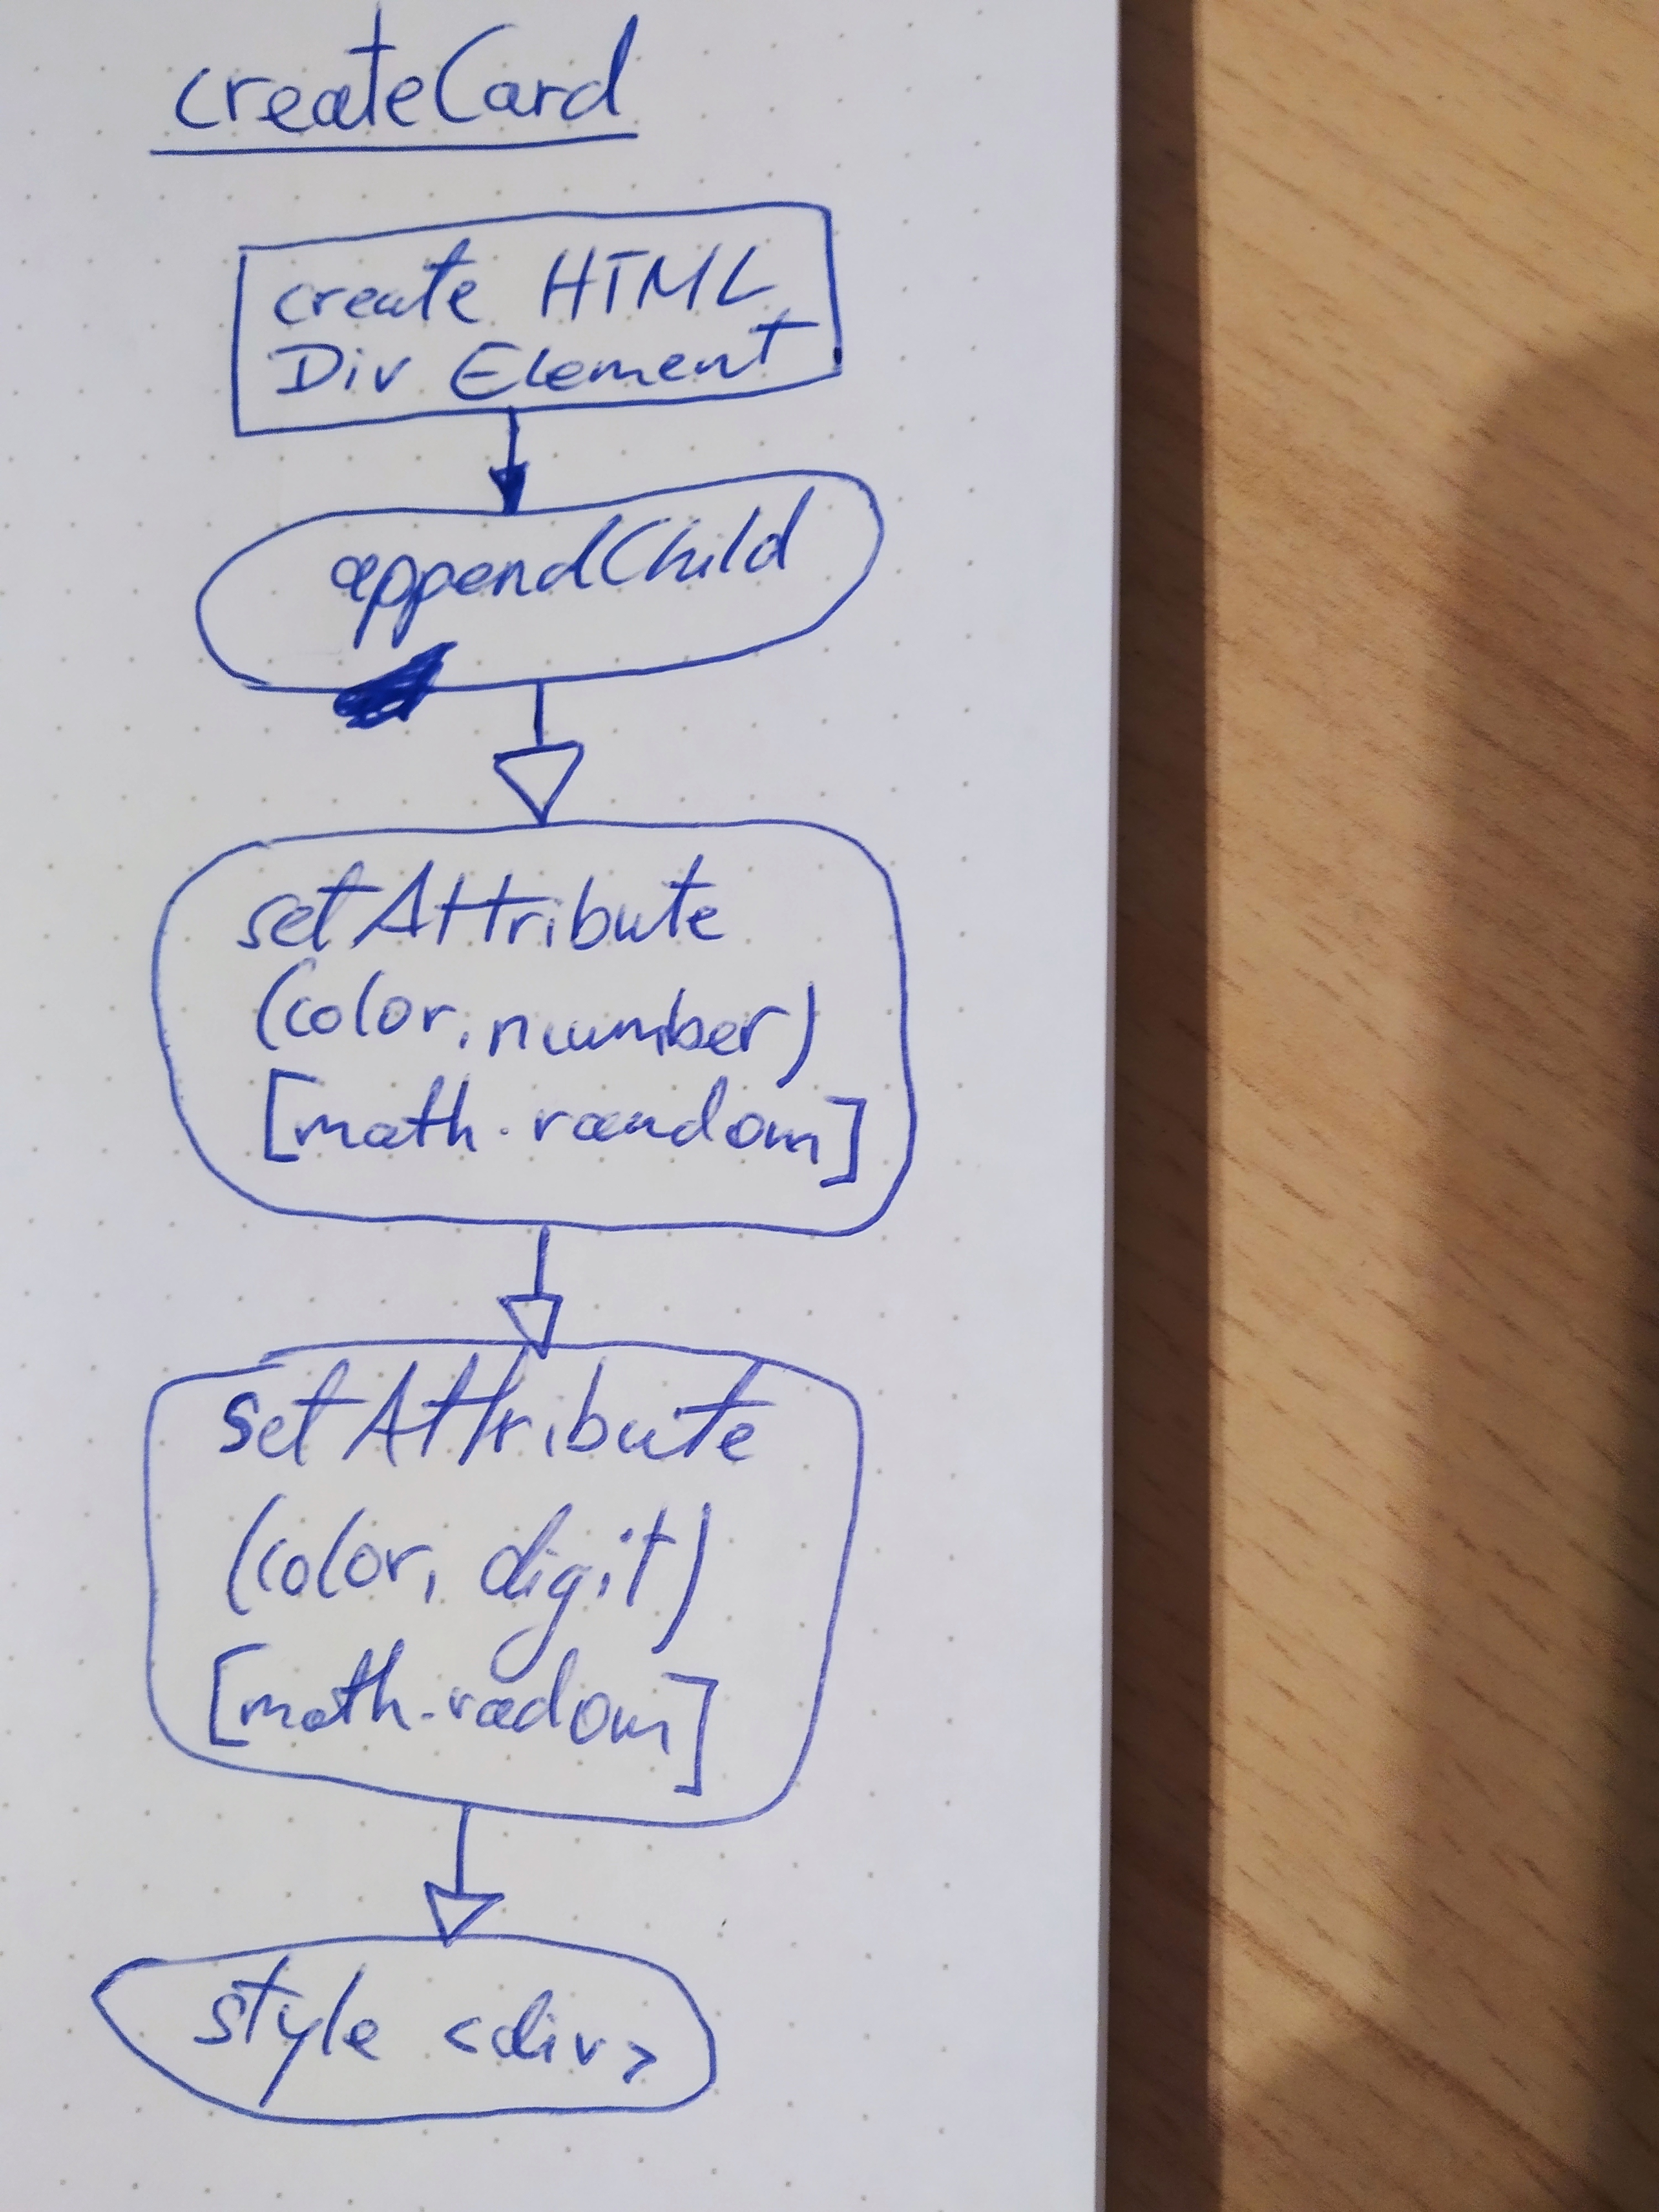 createCard
create HTML
Div Element
appendChild
setAttribute
(color, number)
[math.random]
setAttribute
(color, digit)
[math.radom]
style <div>